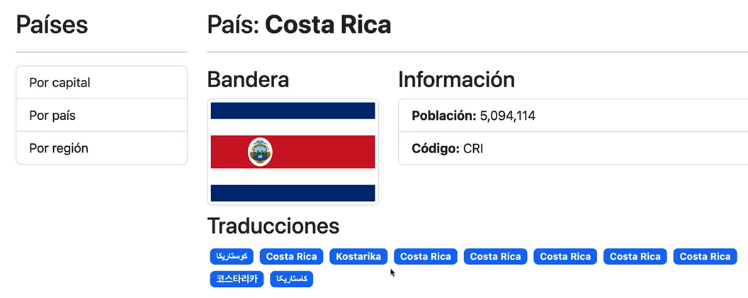 Países
País: Costa Rica
Por capital
Por país
Por región
Bandera
Información
Población: 5,094,114
Código: CRI
Traducciones
كوستاريكا Costa Rica Kostarika Costa Rica Costa Rica Costa Rica Costa Rica Costa Rica
코스타리카 کاستاریکا